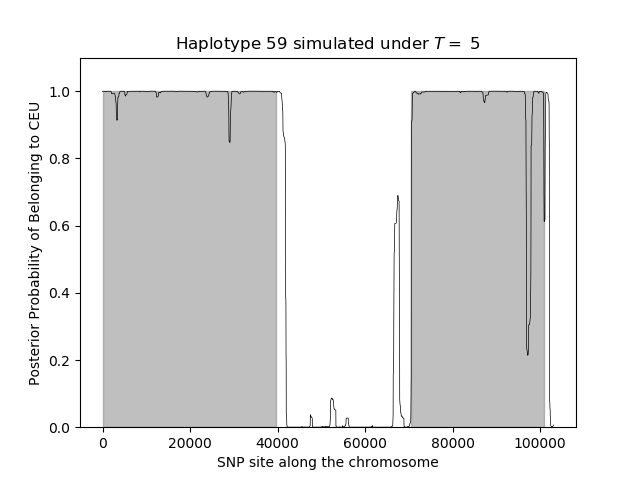 Haplotype 59 simulated under T = 5
Posterior Probability of Belonging to CEU
1.0
0.8
0.6
0.4
0.2
0.0
0 20000 40000 60000 80000 100000
SNP site along the chromosome